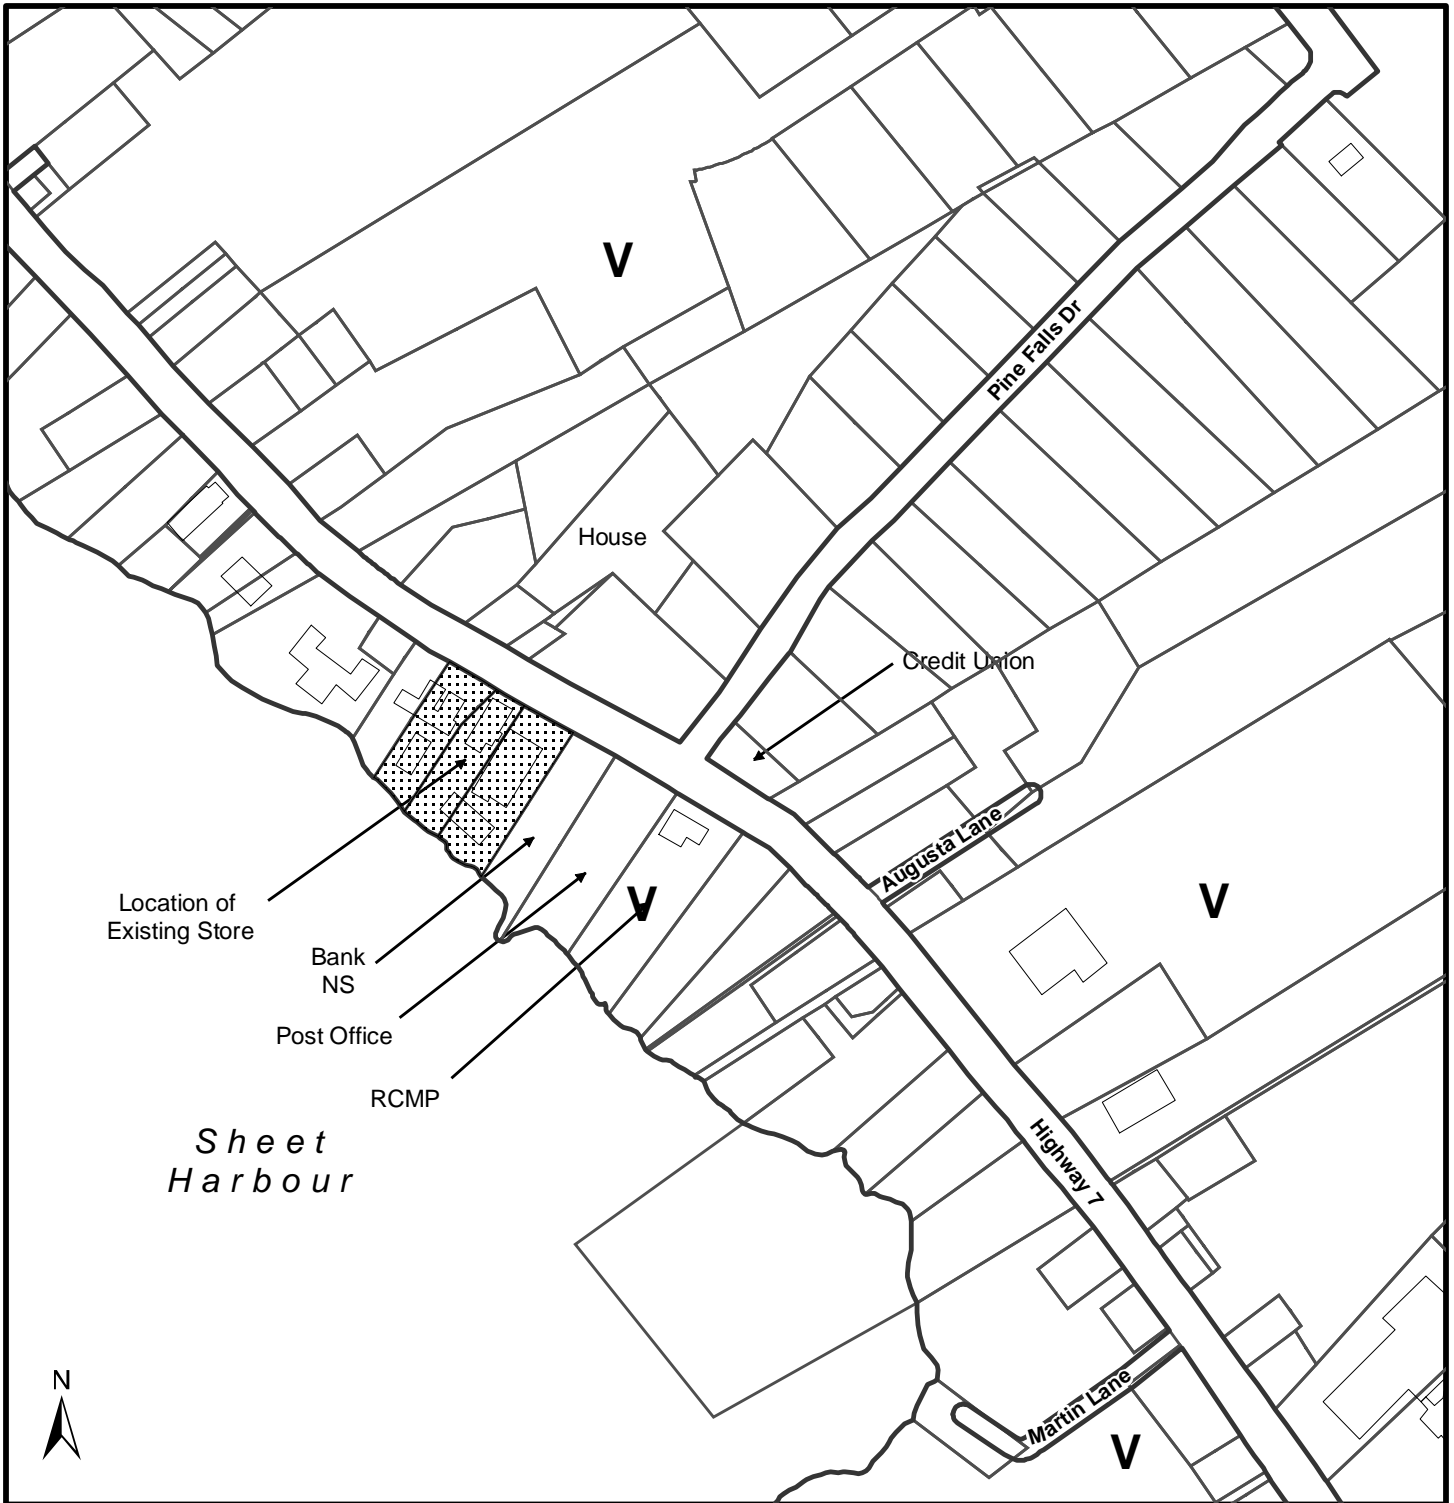 V
Pine Falls Dr
House
Credit Union
Augusta Lane
Location of
Existing Store
V
V
Bank
NS
Post Office
RCMP
Sheet
Harbour
Highway 7
N
Martin Lane
V